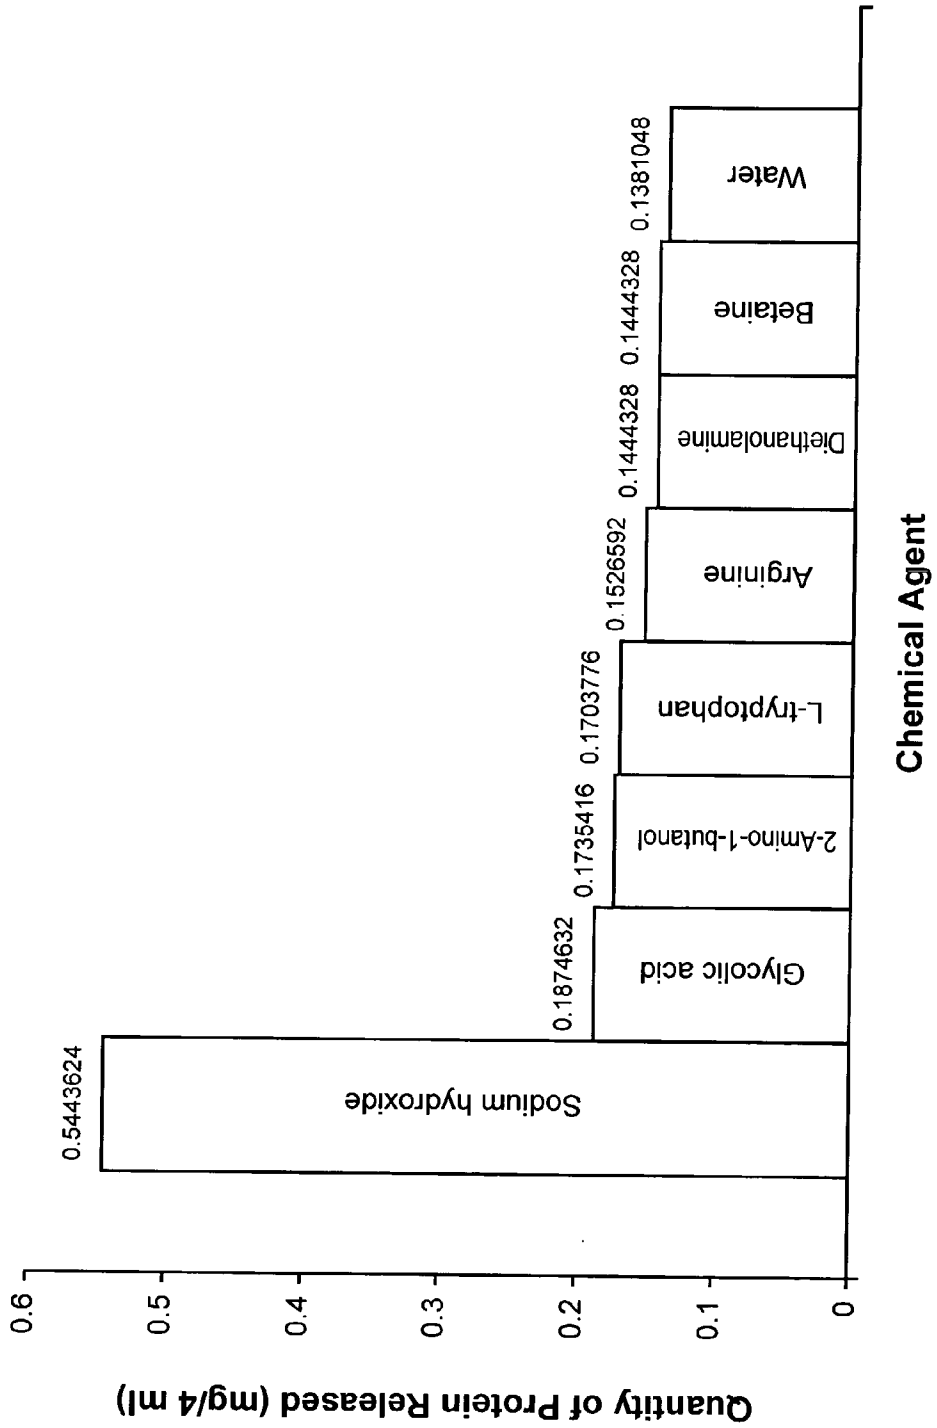 Quantity of Protein Released (mg/4 ml)
0.6
0.5
0.4
0.3
0.2
0.1
0
0.5443624
0.1874632
0.1735416
0.1703776
0.1526592
0.1444328
0.1444328
0.1381048
Sodium hydroxide
Glycolic acid
2-Amino-1-butanol
L-tryptophan
Arginine
Diethanolamine
Betaine
Water
Chemical Agent